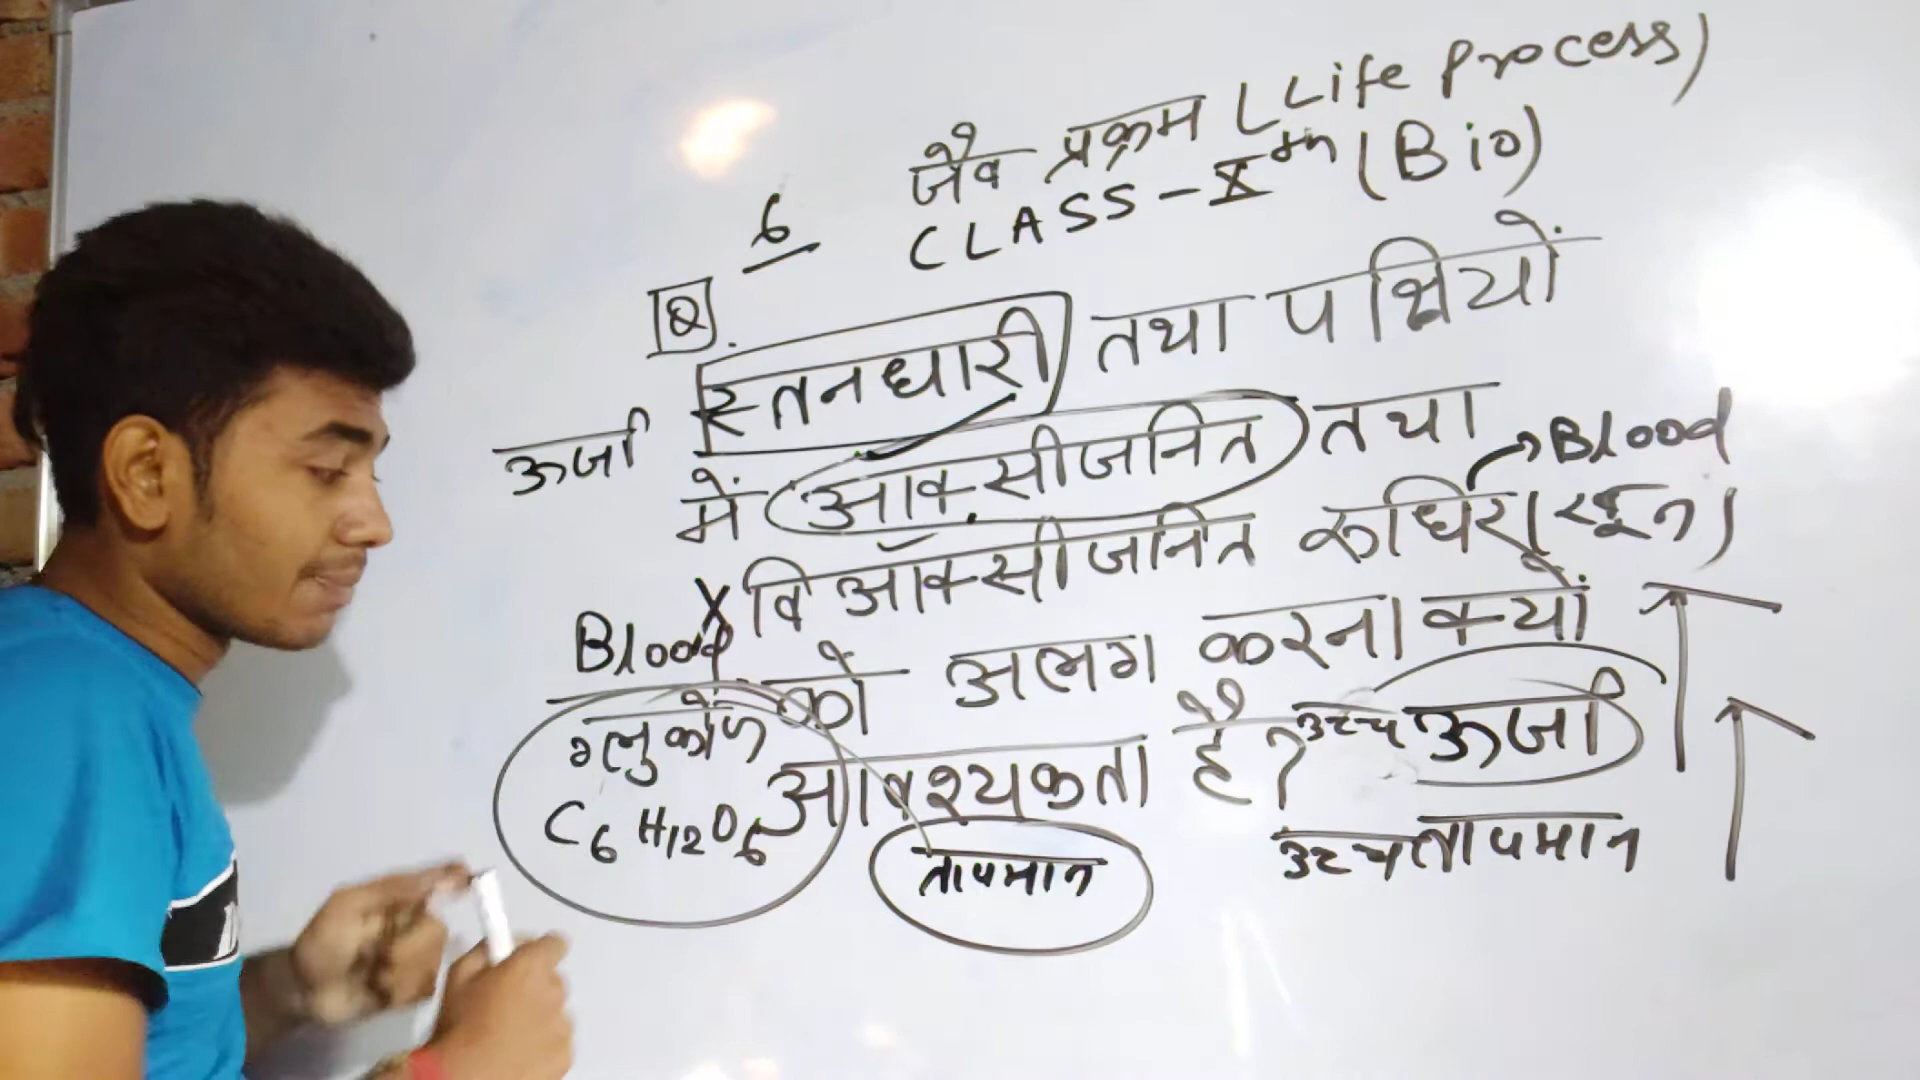 जैव प्रक्रम (Life Process)
6 CLASS-Xth (Bio)
Q.
स्तनधारी तथा पक्षियों
ऊर्जा
में ऑक्सीजनित तथा
Blood
विऑक्सीजनित रूधिर (खून)
Blood
को अलग करना क्यों
आवश्यकता है?
ग्लुकोज
C6H12O6
तापमान
उच्च ऊर्जा
उच्च तापमान